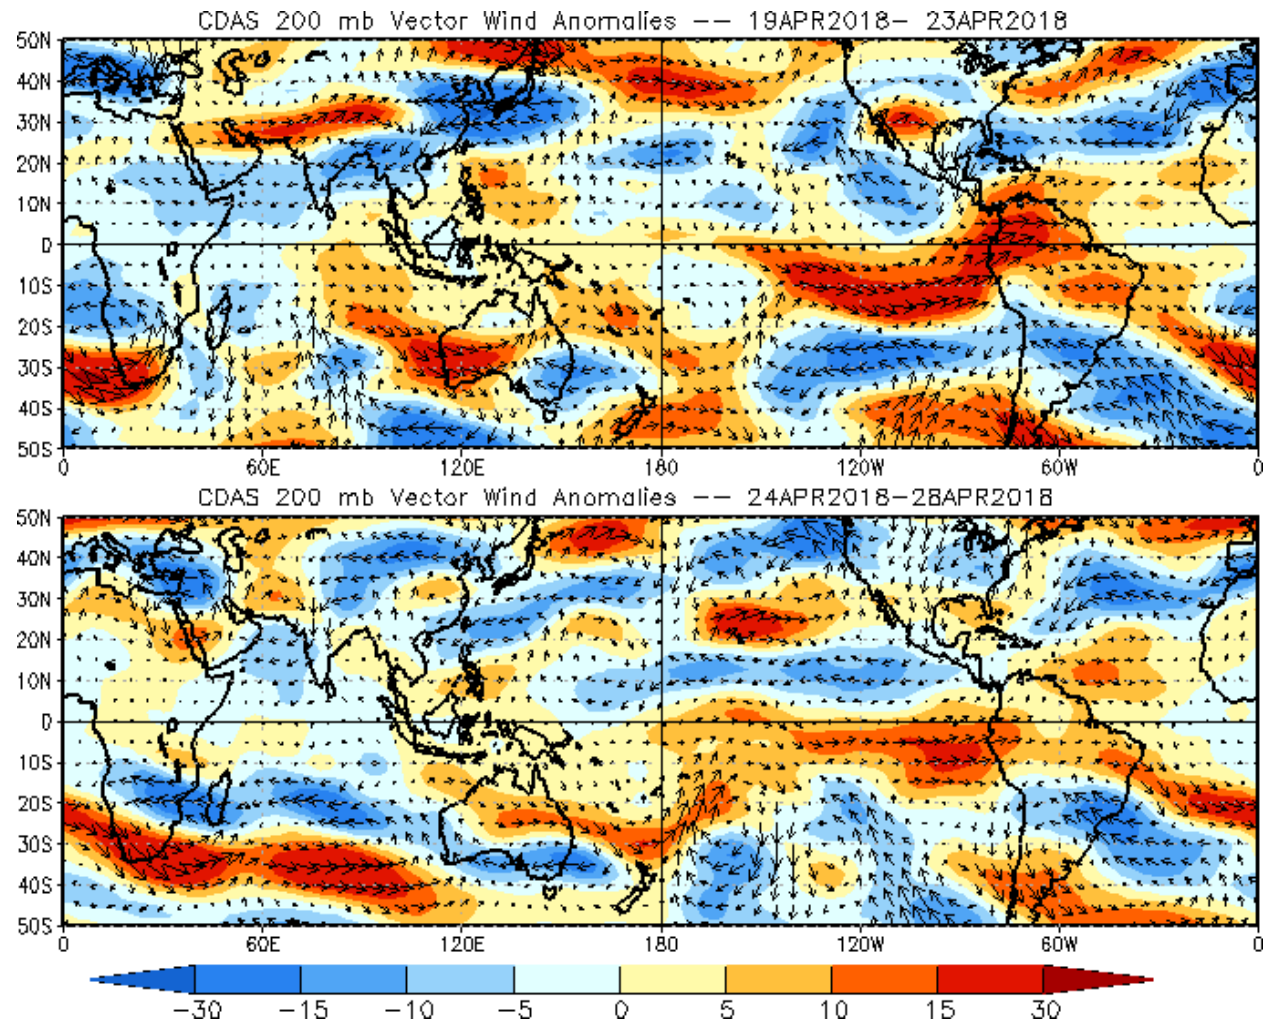 CDAS 200 mb Vector Wind Anomalies -- 19APR2018- 23APR2018
50N
40N
30N
20N
10N
0
10S
20S
30S
40S
50S
0 60E 120E 180 120W 60W 0
CDAS 200 mb Vector Wind Anomalies -- 24APR2018-28APR2018
50N
40N
30N
20N
10N
0
10S
20S
30S
40S
50S
0 60E 120E 180 120W 60W 0
-30 -15 -10 -5 0 5 10 15 30